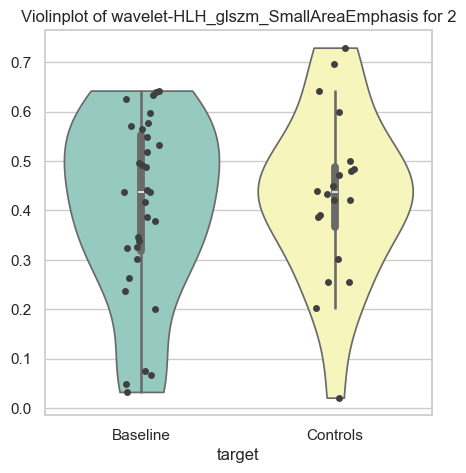 Violinplot of wavelet-HLH_glszm_SmallAreaEmphasis for 2
0.7
0.6
0.5
0.4
0.3
0.2
0.1
0.0
Baseline
Controls
target